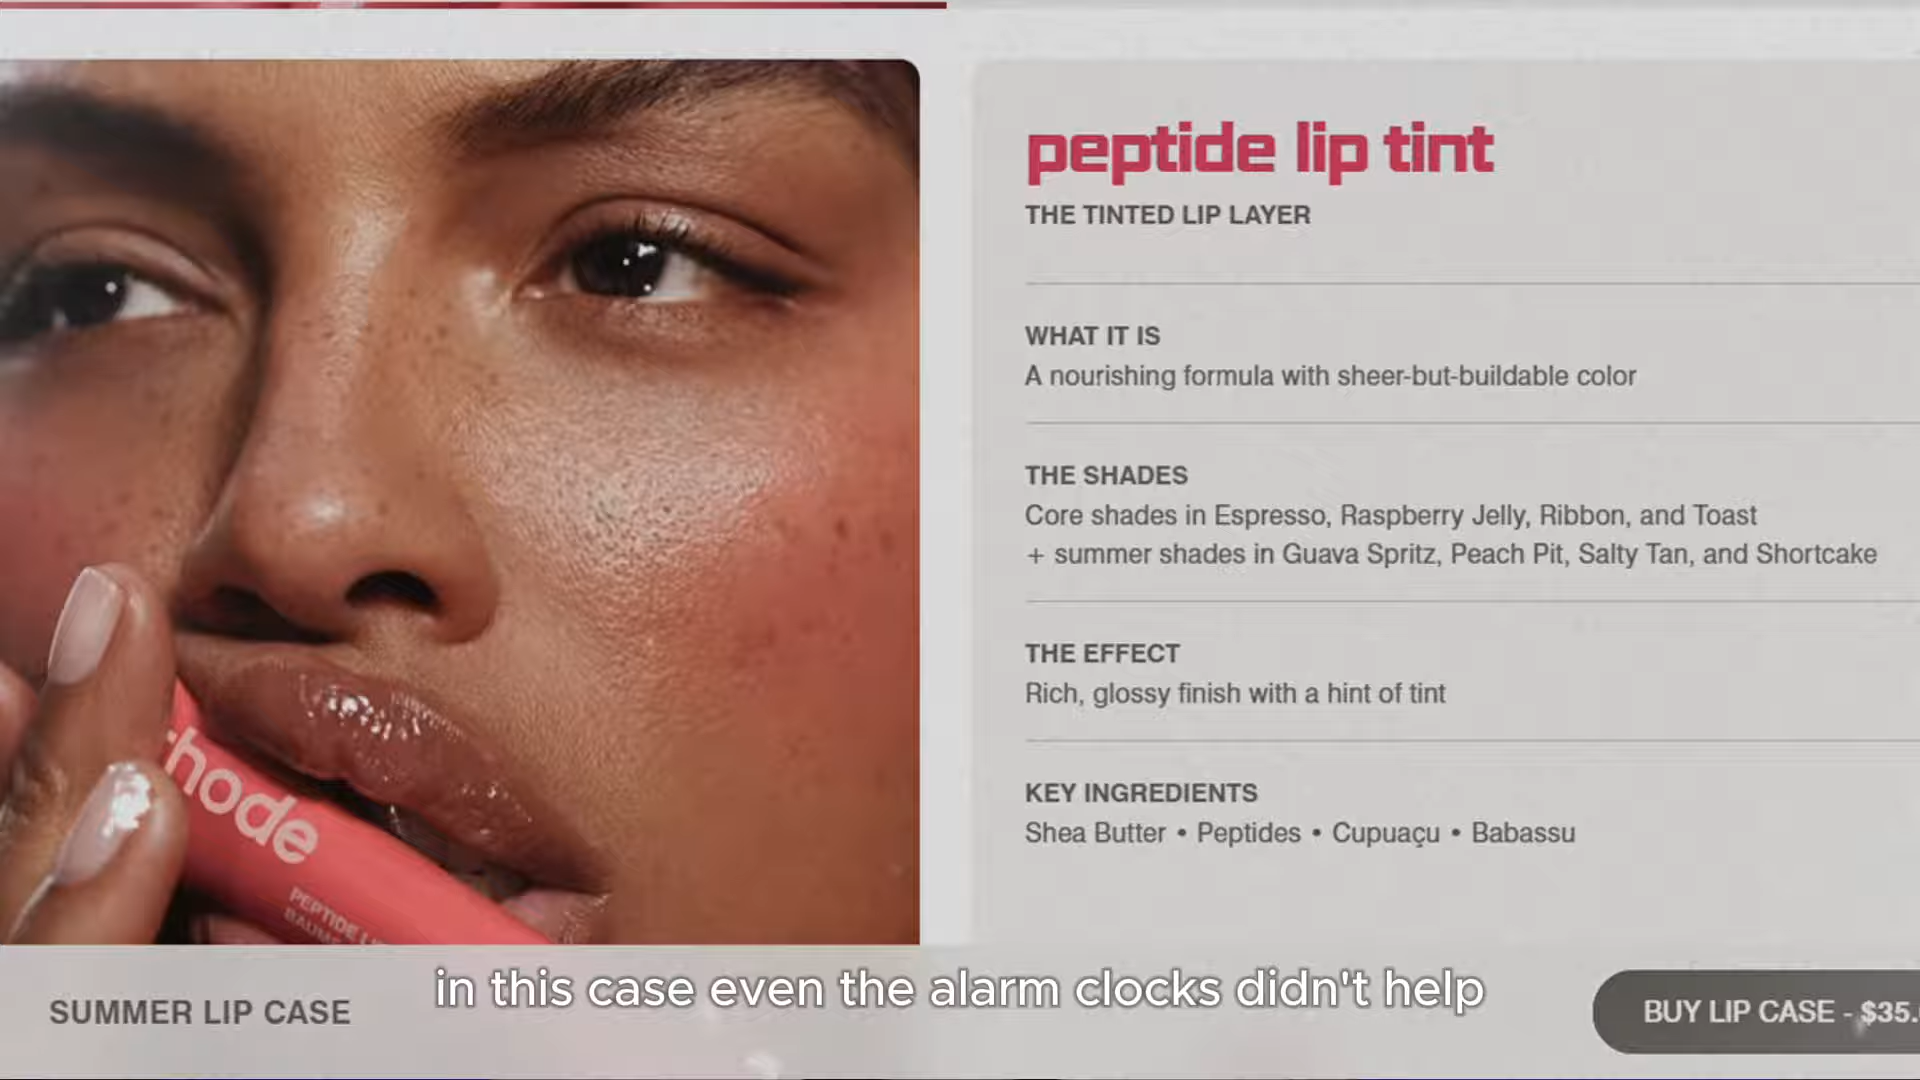 peptide lip tint
THE TINTED LIP LAYER
WHAT IT IS
A nourishing formula with sheer-but-buildable color
THE SHADES
Core shades in Espresso, Raspberry Jelly, Ribbon, and Toast
+ summer shades in Guava Spritz, Peach Pit, Salty Tan, and Shortcake
THE EFFECT
Rich, glossy finish with a hint of tint
KEY INGREDIENTS
Shea Butter • Peptides • Cupuaçu • Babassu
hode
PEPTIDE LI
BAUME
in this case even the alarm clocks didn't help
SUMMER LIP CASE
BUY LIP CASE - $35.